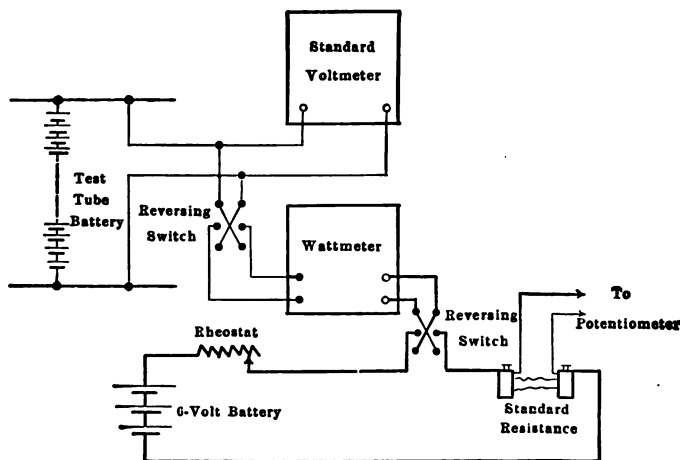 Standard
Voltmeter
Test
Tube
Battery
Reversing
Switch
Wattmeter
Reversing
Switch
To
Potentiometer
Rheostat
6-Volt Battery
Standard
Resistance